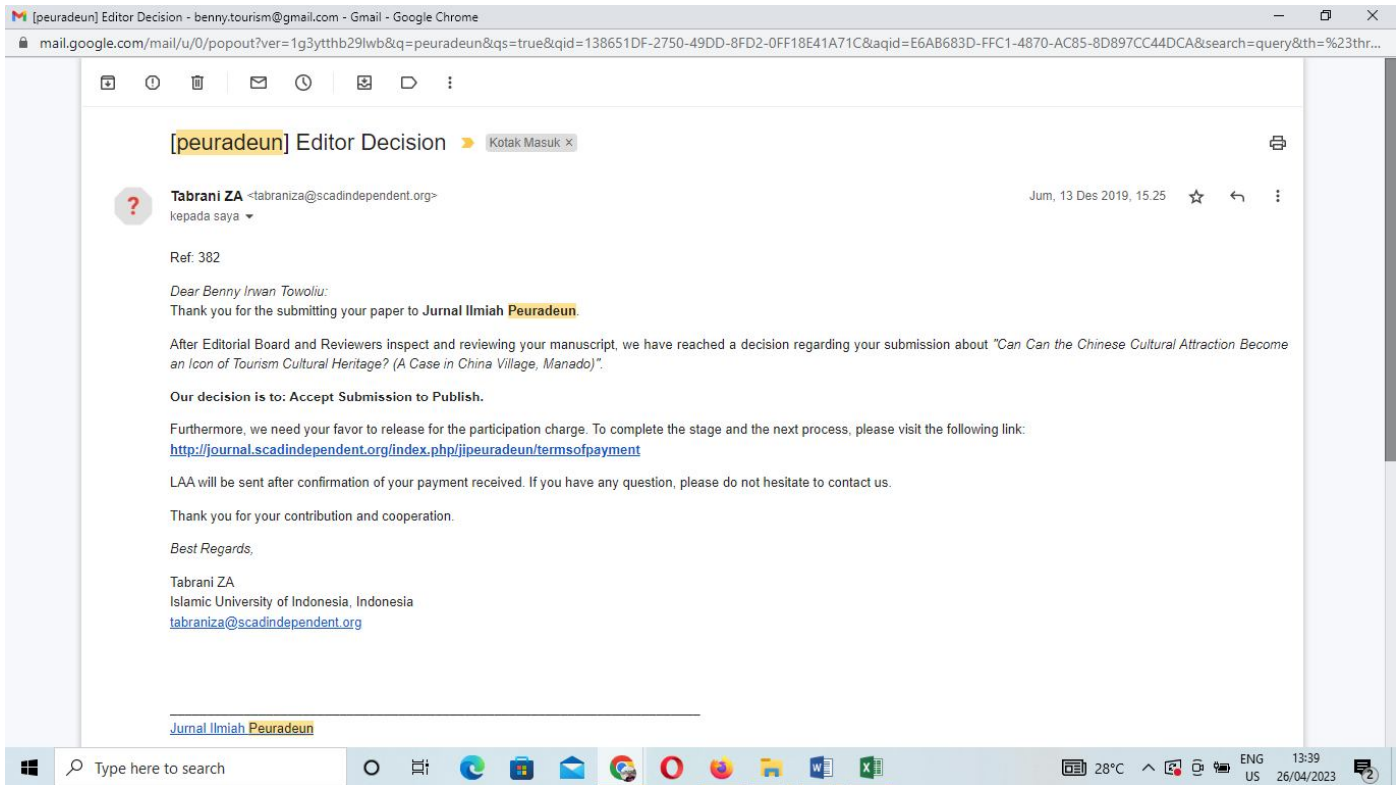 [peuradeun] Editor Decision - benny.tourism@gmail.com - Gmail - Google Chrome
mail.google.com/mail/u/0/popout?ver=1g3ytthb29lwb&q=peuradeun&qs=true&qid=138651DF-2750-49DD-8FD2-0FF18E41A71C&aqid=E6AB683D-FFC1-4870-AC85-8D897CC44DCA&search=query&th=%23thr...
[peuradeun] Editor Decision Kotak Masuk ×
Tabrani ZA <tabraniza@scadindependent.org> Jum, 13 Des 2019, 15.25
kepada saya
Ref: 382
Dear Benny Irwan Towoliu:
Thank you for the submitting your paper to Jurnal Ilmiah Peuradeun.
After Editorial Board and Reviewers inspect and reviewing your manuscript, we have reached a decision regarding your submission about "Can Can the Chinese Cultural Attraction Become
an Icon of Tourism Cultural Heritage? (A Case in China Village, Manado)".
Our decision is to: Accept Submission to Publish.
Furthermore, we need your favor to release for the participation charge. To complete the stage and the next process, please visit the following link:
http://journal.scadindependent.org/index.php/jipeuradeun/termsofpayment
LAA will be sent after confirmation of your payment received. If you have any question, please do not hesitate to contact us.
Thank you for your contribution and cooperation.
Best Regards,
Tabrani ZA
Islamic University of Indonesia, Indonesia
tabraniza@scadindependent.org
Jurnal Ilmiah Peuradeun
Type here to search 28°C ENG 13:39
US 26/04/2023 2